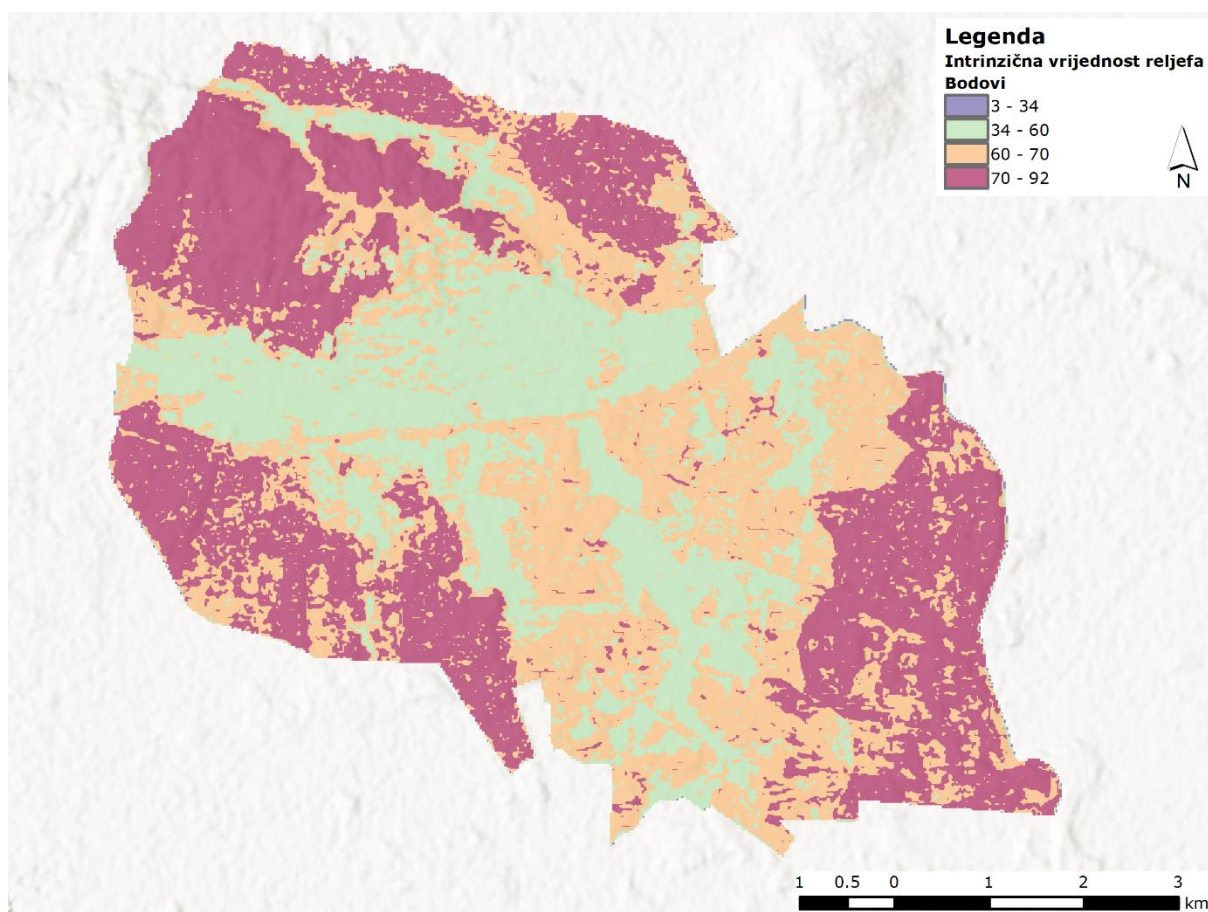 Legenda
Intrinzična vrijednost reljefa
Bodovi
3 - 34
34 - 60
60 - 70
70 - 92
N
1 0.5 0 1 2 3
km